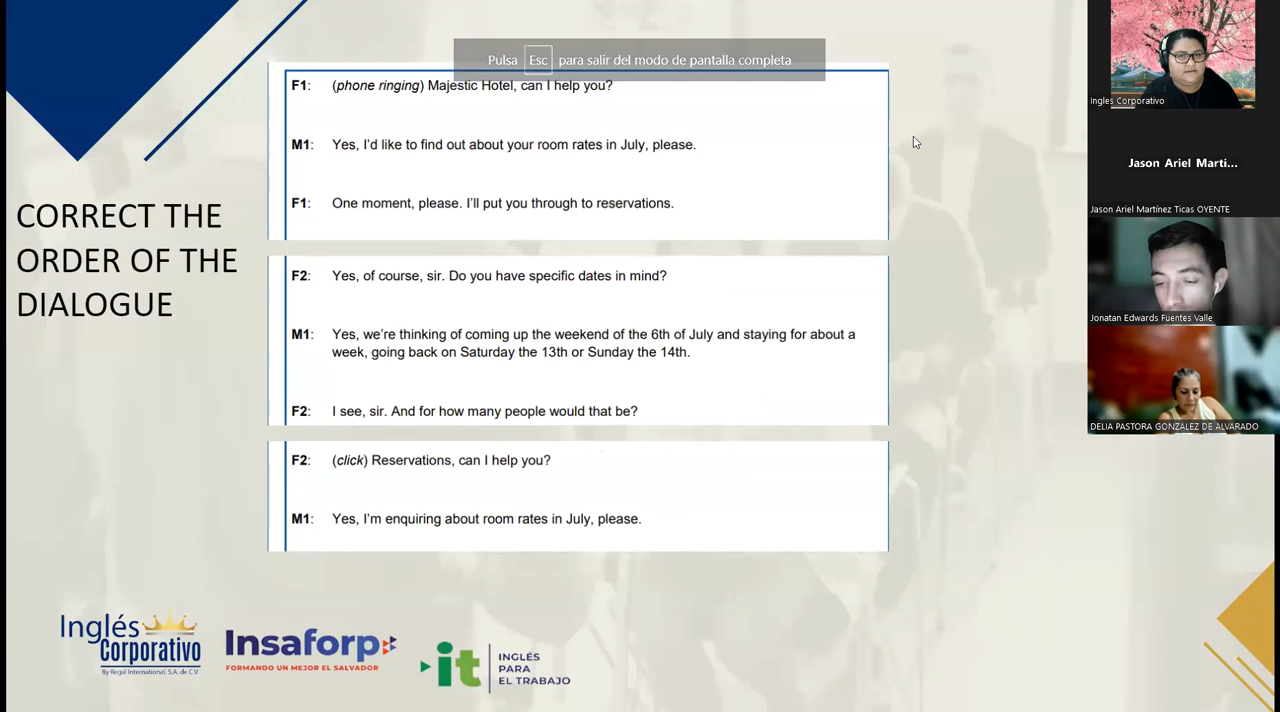 Pulsa Esc para salir del modo de pantalla completa
F1: (phone ringing) Majestic Hotel, can I help you?
M1: Yes, I'd like to find out about your room rates in July, please.
F1: One moment, please. I'll put you through to reservations.
CORRECT THE
ORDER OF THE
DIALOGUE
F2: Yes, of course, sir. Do you have specific dates in mind?
M1: Yes, we're thinking of coming up the weekend of the 6th of July and staying for about a
week, going back on Saturday the 13th or Sunday the 14th.
F2: I see, sir. And for how many people would that be?
F2: (click) Reservations, can I help you?
M1: Yes, I'm enquiring about room rates in July, please.
Inglés
Corporativo
By Regal International, S.A. de C.V.
Insaforp
FORMANDO UN MEJOR EL SALVADOR
it
INGLÉS
PARA
EL TRABAJO
Ingles Corporativo
Jason Ariel Martí...
Jason Ariel Martínez Ticas OYENTE
Jonatan Edwards Fuentes Valle
DELIA PASTORA GONZALEZ DE ALVARADO